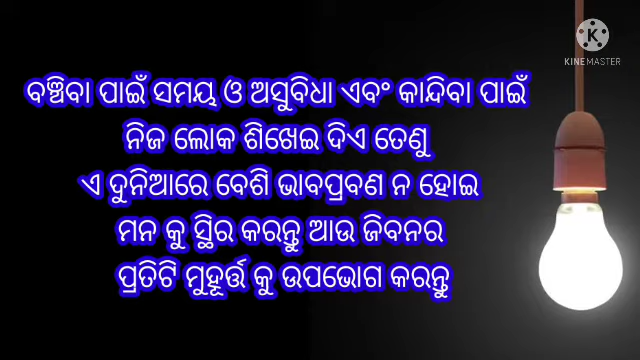 ବଞ୍ଚିବା ପାଇଁ ସମୟ ଓ ଅସୁବିଧା ଏବଂ କାନ୍ଦିବା ପାଇଁ
ନିଜ ଲୋକ ଶିଖେଇ ଦିଏ ତେଣୁ
ଏ ଦୁନିଆରେ ବେଶି ଭାବପ୍ରବଣ ନ ହୋଇ
ମନ କୁ ସ୍ଥିର କରନ୍ତୁ ଆଉ ଜିବନର
ପ୍ରତିଟି ମୁହୂର୍ତ୍ତ କୁ ଉପଭୋଗ କରନ୍ତୁ
K
KINEMASTER